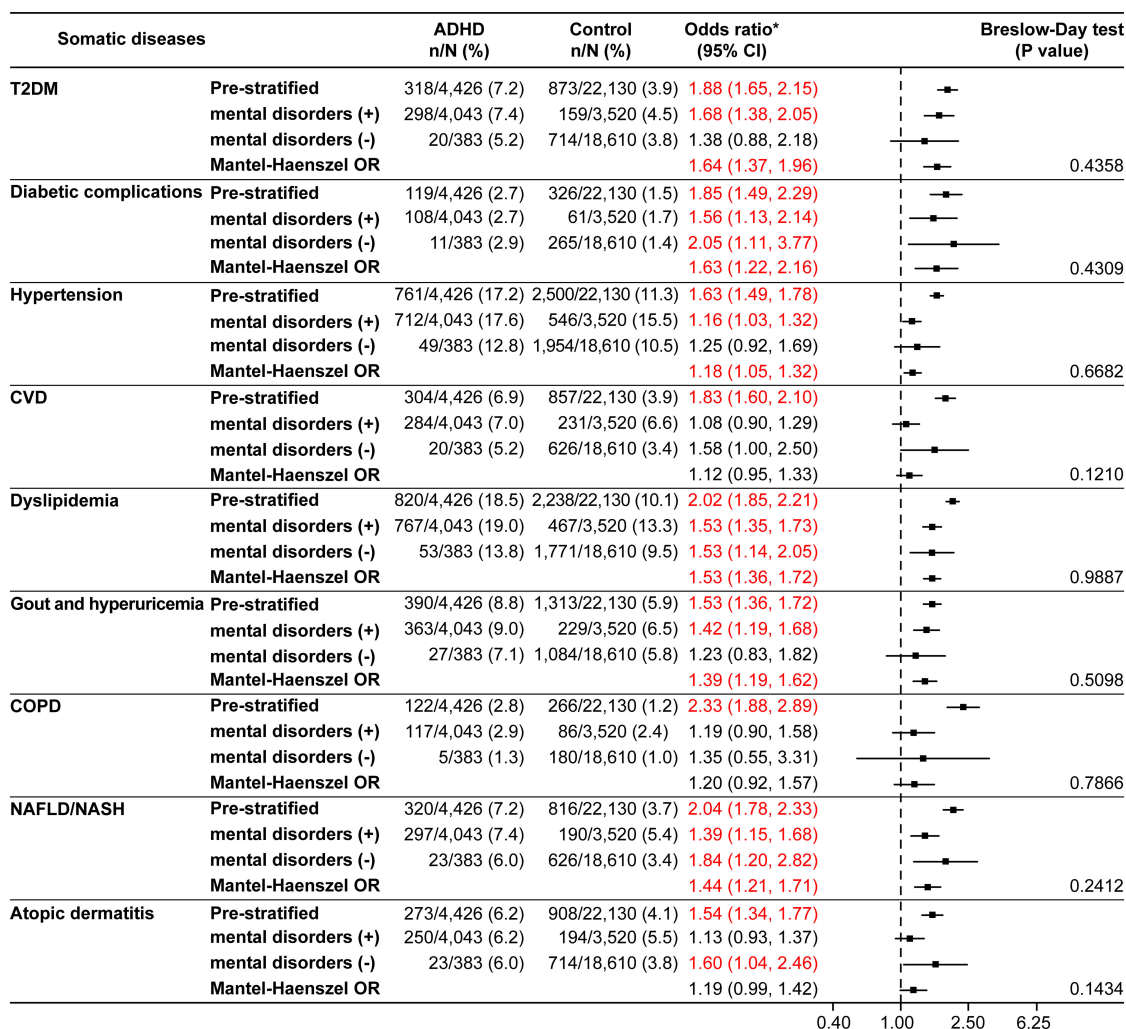 Somatic diseases ADHD n/N (%) Control n/N (%) Odds ratio* (95% CI) Breslow-Day test (P value)
T2DM Pre-stratified 318/4,426 (7.2) 873/22,130 (3.9) 1.88 (1.65, 2.15)
mental disorders (+) 298/4,043 (7.4) 159/3,520 (4.5) 1.68 (1.38, 2.05)
mental disorders (-) 20/383 (5.2) 714/18,610 (3.8) 1.38 (0.88, 2.18)
Mantel-Haenszel OR 1.64 (1.37, 1.96) 0.4358
Diabetic complications Pre-stratified 119/4,426 (2.7) 326/22,130 (1.5) 1.85 (1.49, 2.29)
mental disorders (+) 108/4,043 (2.7) 61/3,520 (1.7) 1.56 (1.13, 2.14)
mental disorders (-) 11/383 (2.9) 265/18,610 (1.4) 2.05 (1.11, 3.77)
Mantel-Haenszel OR 1.63 (1.22, 2.16) 0.4309
Hypertension Pre-stratified 761/4,426 (17.2) 2,500/22,130 (11.3) 1.63 (1.49, 1.78)
mental disorders (+) 712/4,043 (17.6) 546/3,520 (15.5) 1.16 (1.03, 1.32)
mental disorders (-) 49/383 (12.8) 1,954/18,610 (10.5) 1.25 (0.92, 1.69)
Mantel-Haenszel OR 1.18 (1.05, 1.32) 0.6682
CVD Pre-stratified 304/4,426 (6.9) 857/22,130 (3.9) 1.83 (1.60, 2.10)
mental disorders (+) 284/4,043 (7.0) 231/3,520 (6.6) 1.08 (0.90, 1.29)
mental disorders (-) 20/383 (5.2) 626/18,610 (3.4) 1.58 (1.00, 2.50)
Mantel-Haenszel OR 1.12 (0.95, 1.33) 0.1210
Dyslipidemia Pre-stratified 820/4,426 (18.5) 2,238/22,130 (10.1) 2.02 (1.85, 2.21)
mental disorders (+) 767/4,043 (19.0) 467/3,520 (13.3) 1.53 (1.35, 1.73)
mental disorders (-) 53/383 (13.8) 1,771/18,610 (9.5) 1.53 (1.14, 2.05)
Mantel-Haenszel OR 1.53 (1.36, 1.72) 0.9887
Gout and hyperuricemia Pre-stratified 390/4,426 (8.8) 1,313/22,130 (5.9) 1.53 (1.36, 1.72)
mental disorders (+) 363/4,043 (9.0) 229/3,520 (6.5) 1.42 (1.19, 1.68)
mental disorders (-) 27/383 (7.1) 1,084/18,610 (5.8) 1.23 (0.83, 1.82)
Mantel-Haenszel OR 1.39 (1.19, 1.62) 0.5098
COPD Pre-stratified 122/4,426 (2.8) 266/22,130 (1.2) 2.33 (1.88, 2.89)
mental disorders (+) 117/4,043 (2.9) 86/3,520 (2.4) 1.19 (0.90, 1.58)
mental disorders (-) 5/383 (1.3) 180/18,610 (1.0) 1.35 (0.55, 3.31)
Mantel-Haenszel OR 1.20 (0.92, 1.57) 0.7866
NAFLD/NASH Pre-stratified 320/4,426 (7.2) 816/22,130 (3.7) 2.04 (1.78, 2.33)
mental disorders (+) 297/4,043 (7.4) 190/3,520 (5.4) 1.39 (1.15, 1.68)
mental disorders (-) 23/383 (6.0) 626/18,610 (3.4) 1.84 (1.20, 2.82)
Mantel-Haenszel OR 1.44 (1.21, 1.71) 0.2412
Atopic dermatitis Pre-stratified 273/4,426 (6.2) 908/22,130 (4.1) 1.54 (1.34, 1.77)
mental disorders (+) 250/4,043 (6.2) 194/3,520 (5.5) 1.13 (0.93, 1.37)
mental disorders (-) 23/383 (6.0) 714/18,610 (3.8) 1.60 (1.04, 2.46)
Mantel-Haenszel OR 1.19 (0.99, 1.42) 0.1434
0.40 1.00 2.50 6.25